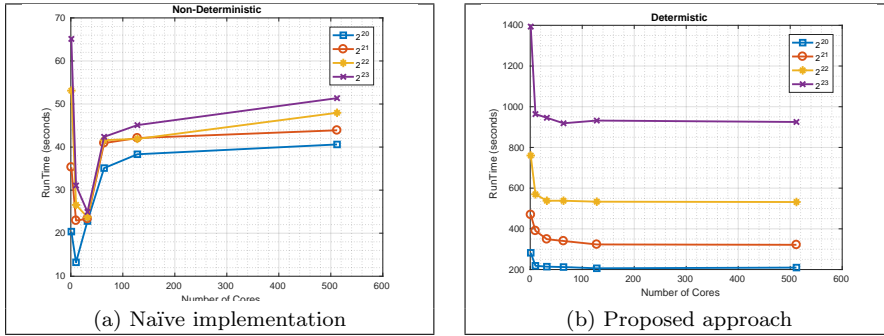 Non-Deterministic
70
60
50
40
30
20
10
RunTime (seconds)
0 100 200 300 400 500 600
Number of Cores
2^20
2^21
2^22
2^23
(a) Naïve implementation
Determistic
1400
1200
1000
800
600
400
200
RunTime (seconds)
0 100 200 300 400 500 600
Number of Cores
2^20
2^21
2^22
2^23
(b) Proposed approach